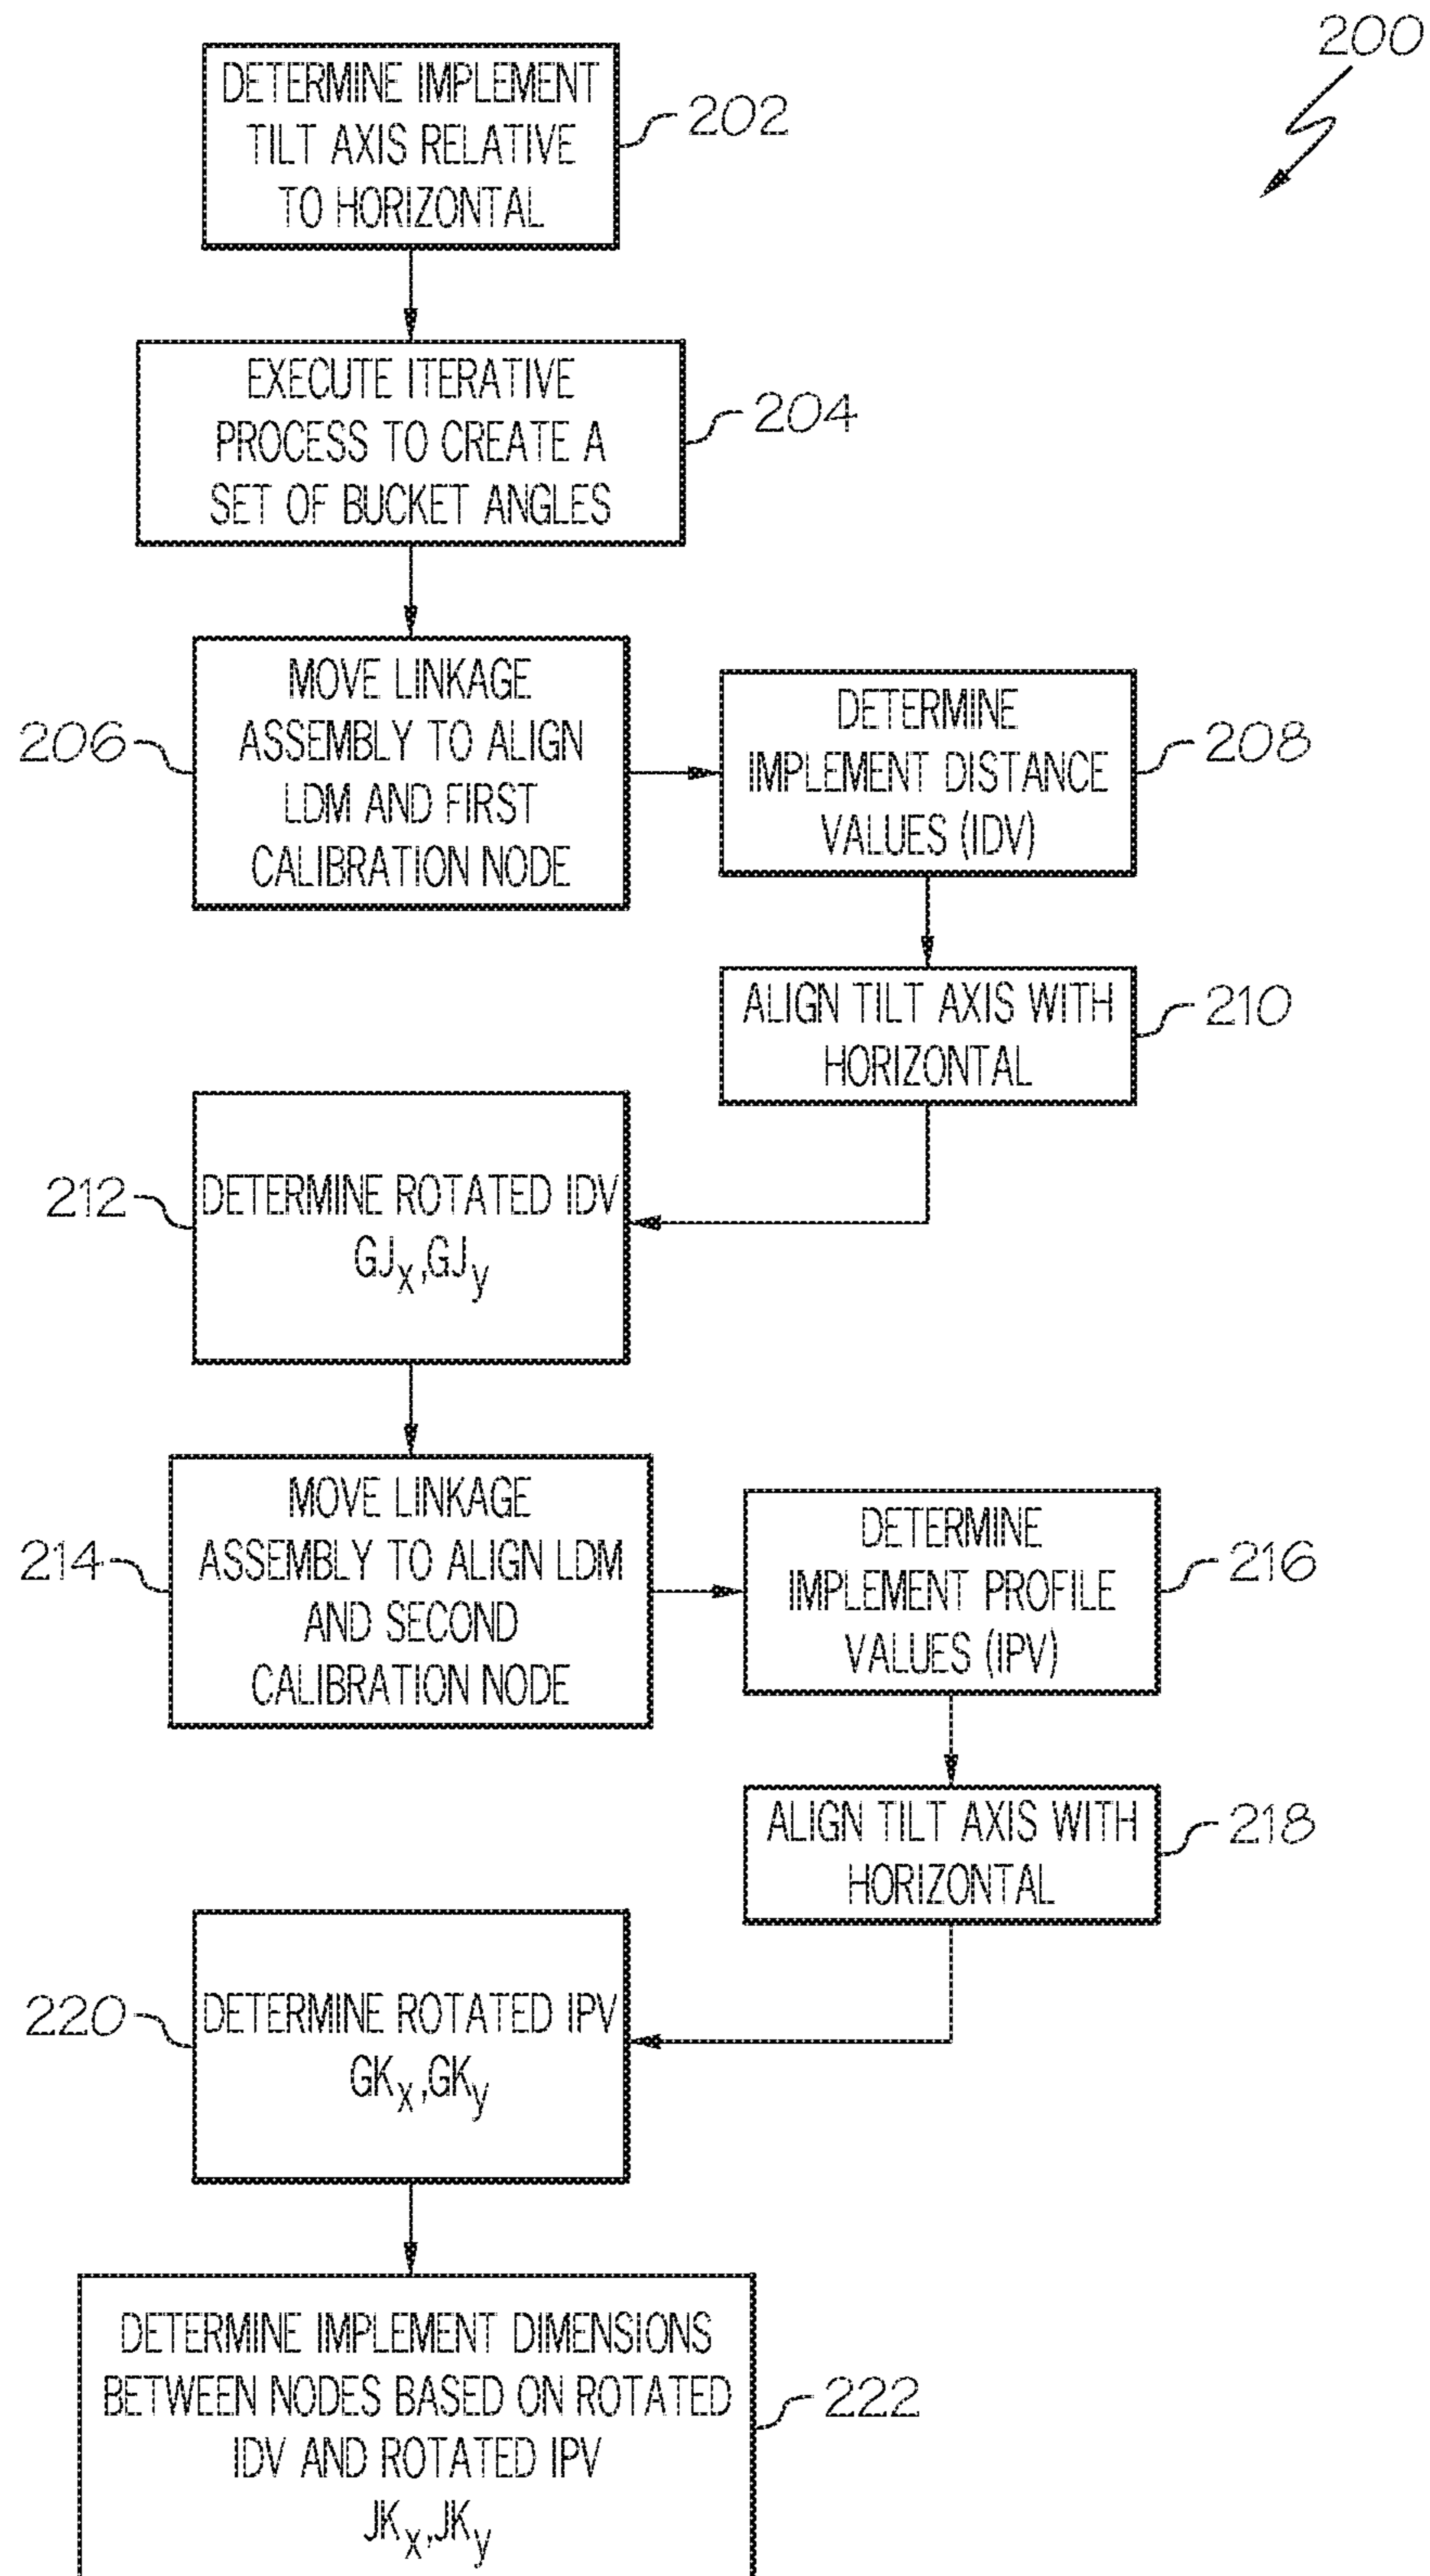 200
DETERMINE IMPLEMENT
TILT AXIS RELATIVE
TO HORIZONTAL
202
EXECUTE ITERATIVE
PROCESS TO CREATE A
SET OF BUCKET ANGLES
204
206
MOVE LINKAGE
ASSEMBLY TO ALIGN
LDM AND FIRST
CALIBRATION NODE
DETERMINE
IMPLEMENT DISTANCE
VALUES (IDV)
208
ALIGN TILT AXIS WITH
HORIZONTAL
210
212
DETERMINE ROTATED IDV
GJx,GJy
214
MOVE LINKAGE
ASSEMBLY TO ALIGN LDM
AND SECOND
CALIBRATION NODE
DETERMINE
IMPLEMENT PROFILE
VALUES (IPV)
216
ALIGN TILT AXIS WITH
HORIZONTAL
218
220
DETERMINE ROTATED IPV
GKx,GKy
DETERMINE IMPLEMENT DIMENSIONS
BETWEEN NODES BASED ON ROTATED
IDV AND ROTATED IPV
JKx,JKy
222